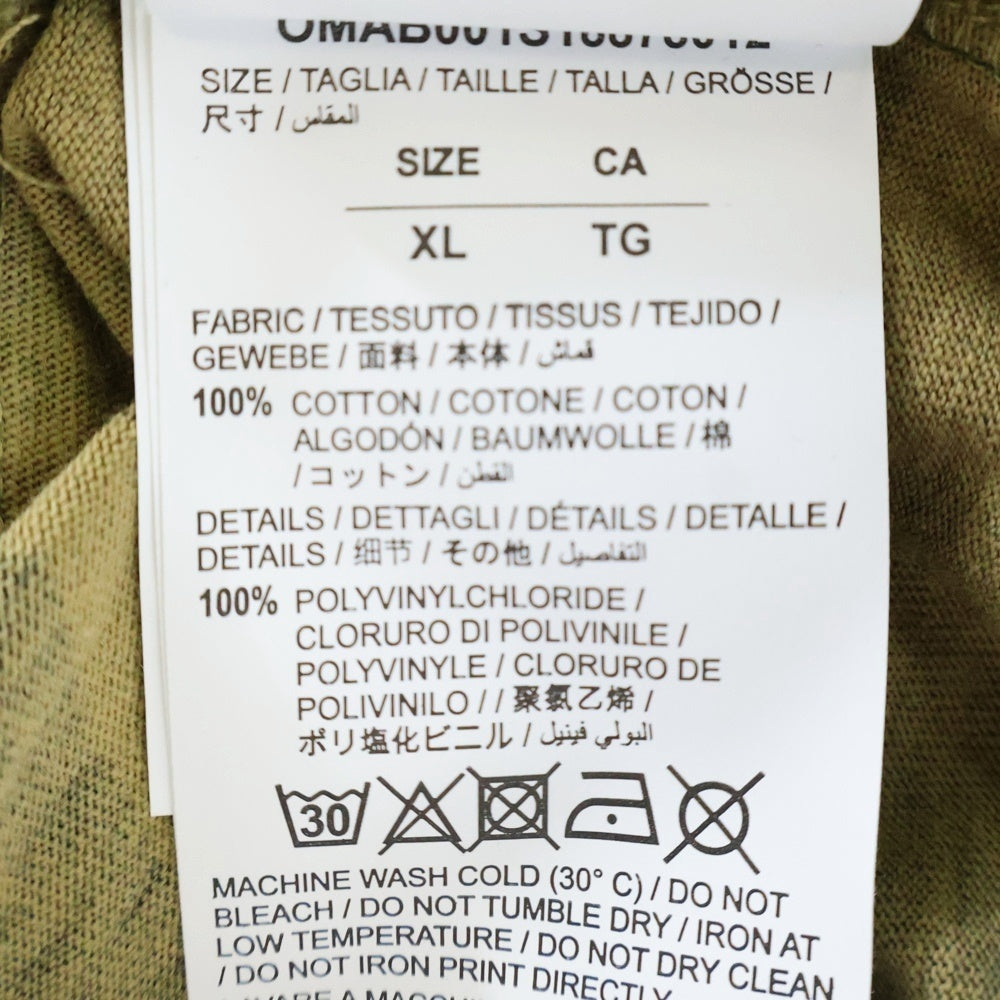 SIZE / TAGLIA / TAILLE / TALLA / GRÖSSE /
尺寸 / المقاس
SIZE CA
XL TG
FABRIC / TESSUTO / TISSUS / TEJIDO /
GEWEBE / 面料 / 本体 / قماش
100% COTTON / COTONE / COTON /
ALGODÓN / BAUMWOLLE / 棉
/ コットン / القطن
DETAILS / DETTAGLI / DÉTAILS / DETALLE /
DETAILS / 细节 / その他 / التفاصيل
100% POLYVINYLCHLORIDE /
CLORURO DI POLIVINILE /
POLYVINYLE / CLORURO DE
POLIVINILO / / 聚氯乙烯 /
ポリ塩化ビニル / البولي فينيل
30
MACHINE WASH COLD (30° C) / DO NOT
BLEACH / DO NOT TUMBLE DRY / IRON AT
LOW TEMPERATURE / DO NOT DRY CLEAN
/ DO NOT IRON PRINT DIRECTLY